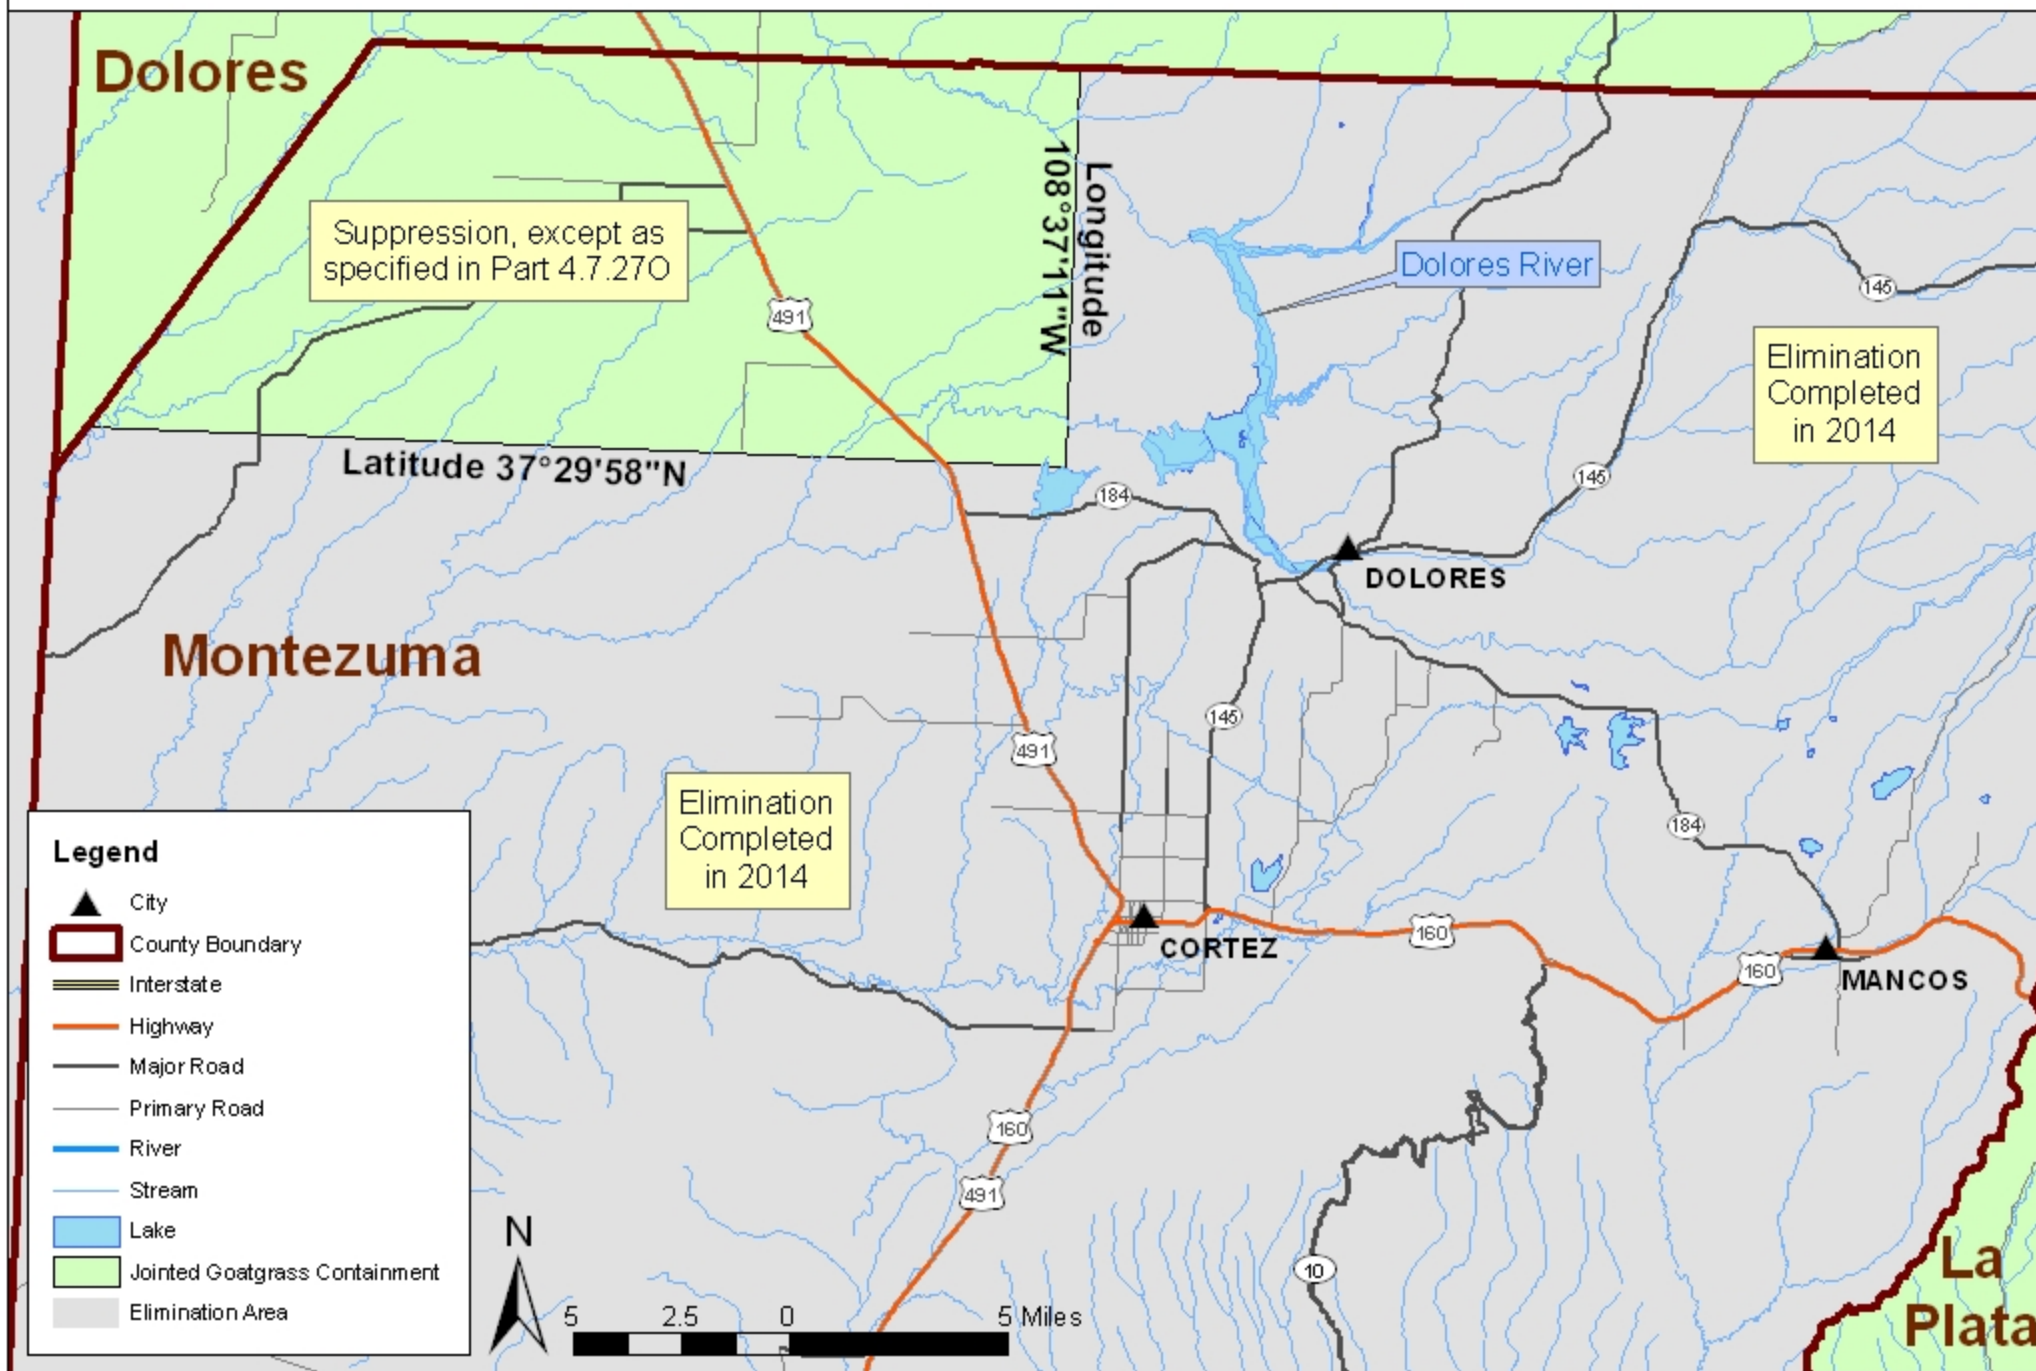 Dolores
Suppression, except as
specified in Part 4.7.27O
491
Longitude
108°37'11"W
Dolores River
145
Elimination
Completed
in 2014
Latitude 37°29'58"N
184
145
DOLORES
Montezuma
145
491
Elimination
Completed
in 2014
184
CORTEZ
160
160
MANCOS
160
491
10
La
Plata
Legend
City
County Boundary
Interstate
Highway
Major Road
Primary Road
River
Stream
Lake
Jointed Goatgrass Containment
Elimination Area
N
5 2.5 0 5 Miles